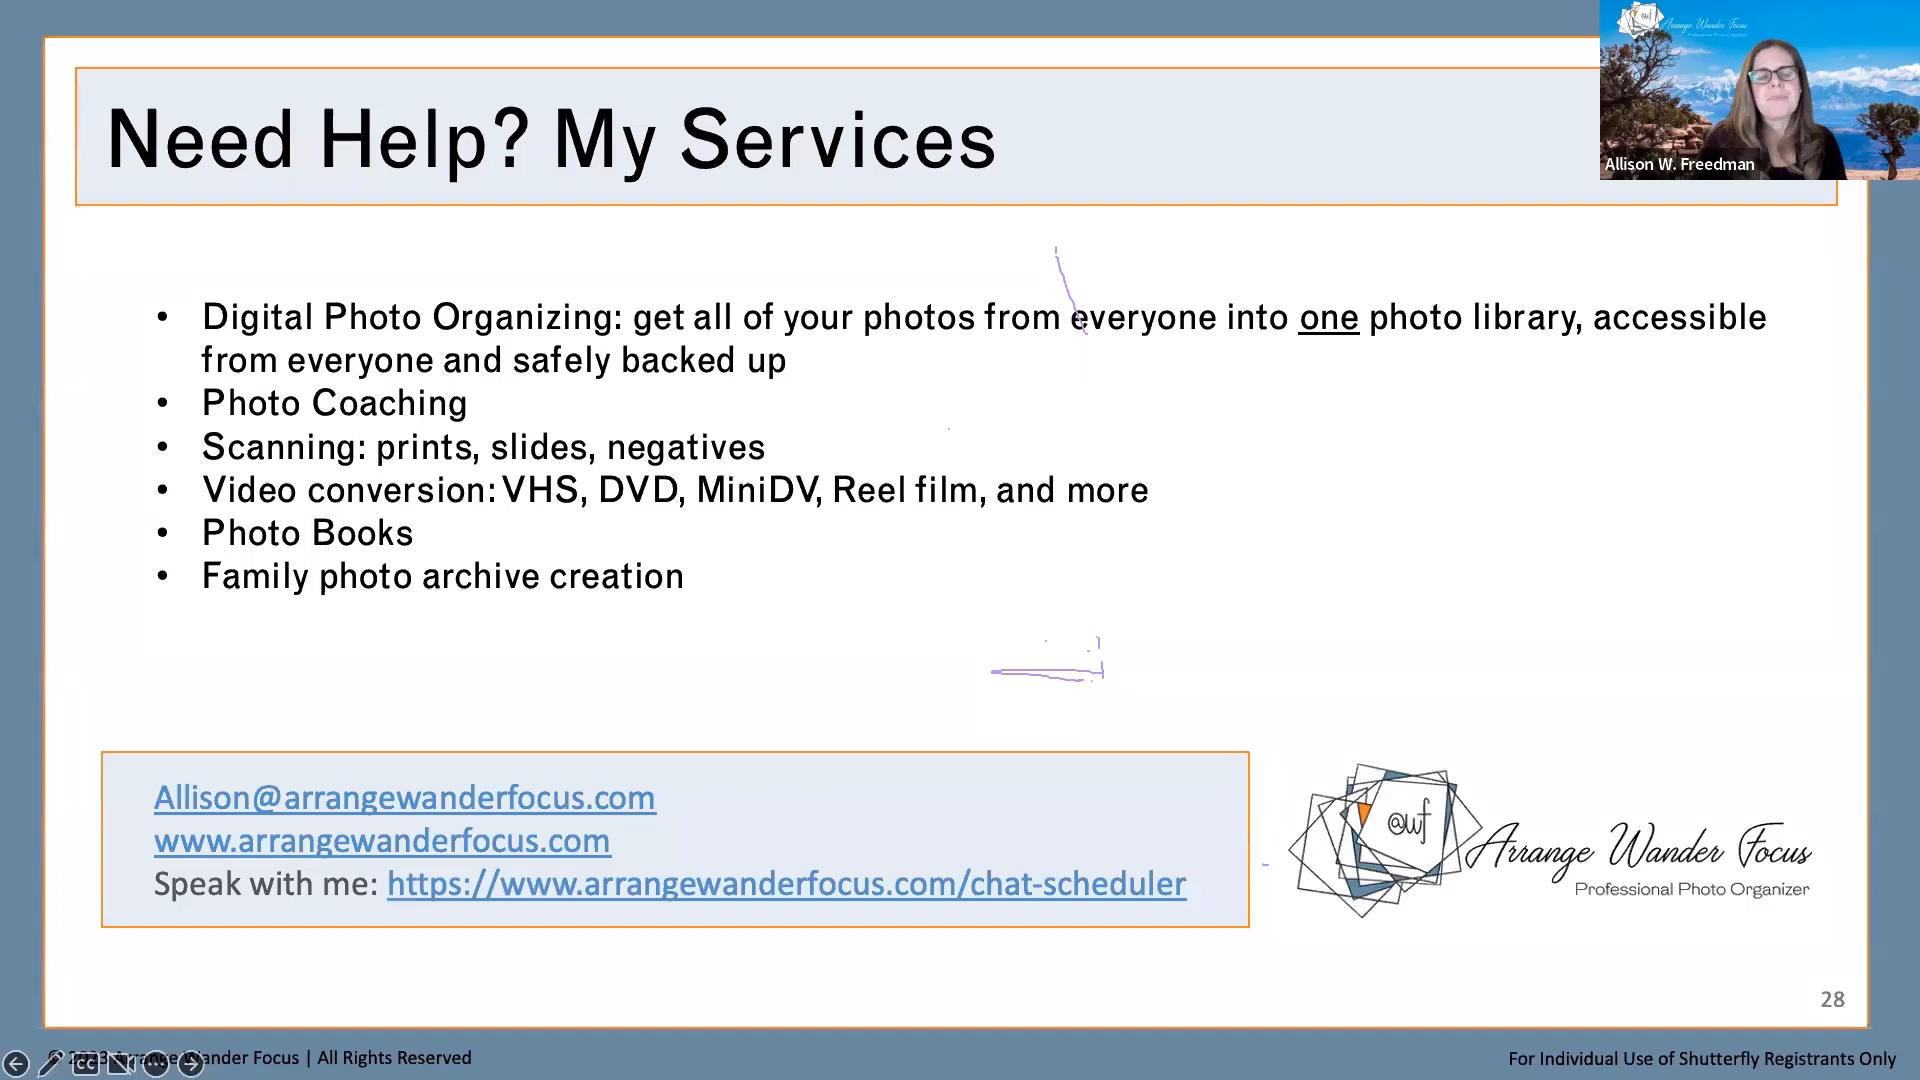 Need Help? My Services
Allison W. Freedman
• Digital Photo Organizing: get all of your photos from everyone into one photo library, accessible
from everyone and safely backed up
• Photo Coaching
• Scanning: prints, slides, negatives
• Video conversion: VHS, DVD, MiniDV, Reel film, and more
• Photo Books
• Family photo archive creation
Allison@arrangewanderfocus.com
www.arrangewanderfocus.com
Speak with me: https://www.arrangewanderfocus.com/chat-scheduler
@wf
Arrange Wander Focus
Professional Photo Organizer
28
© 2023 Arrange Wander Focus | All Rights Reserved
CC
For Individual Use of Shutterfly Registrants Only